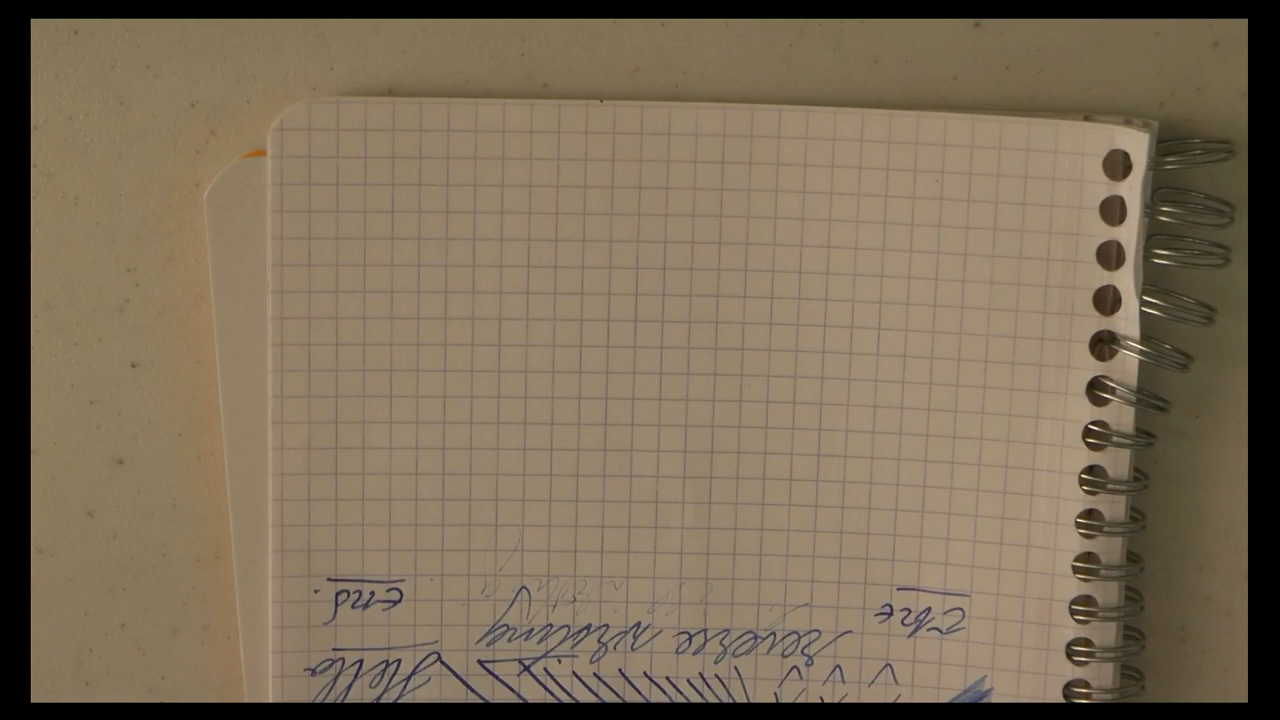 Hello
reverse writing
The end.